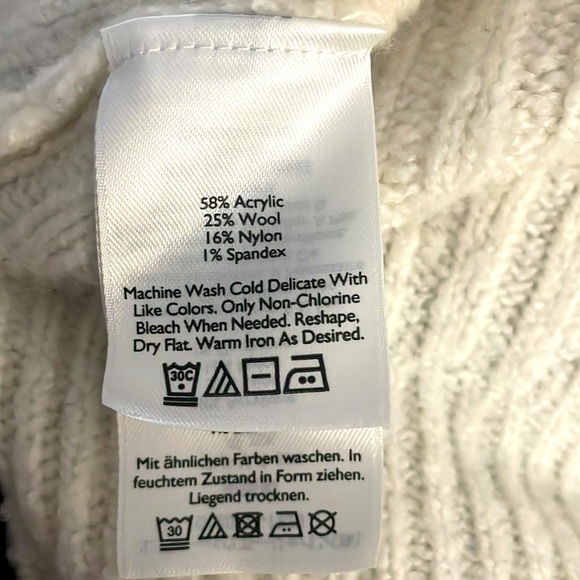 58% Acrylic
25% Wool
16% Nylon
1% Spandex
Machine Wash Cold Delicate With
Like Colors. Only Non-Chlorine
Bleach When Needed. Reshape,
Dry Flat. Warm Iron As Desired.
30C
Mit ähnlichen Farben waschen. In
feuchtem Zustand in Form ziehen.
Liegend trocknen.
30